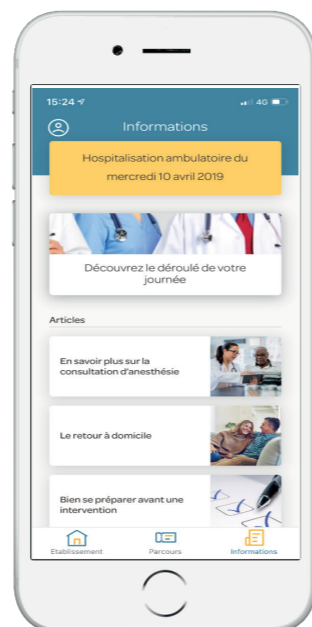 15:24
4G
Informations
Hospitalisation ambulatoire du
mercredi 10 avril 2019
Découvrez le déroulé de votre
journée
Articles
En savoir plus sur la
consultation d'anesthésie
Le retour à domicile
Bien se préparer avant une
intervention
Etablissement
Parcours
Informations